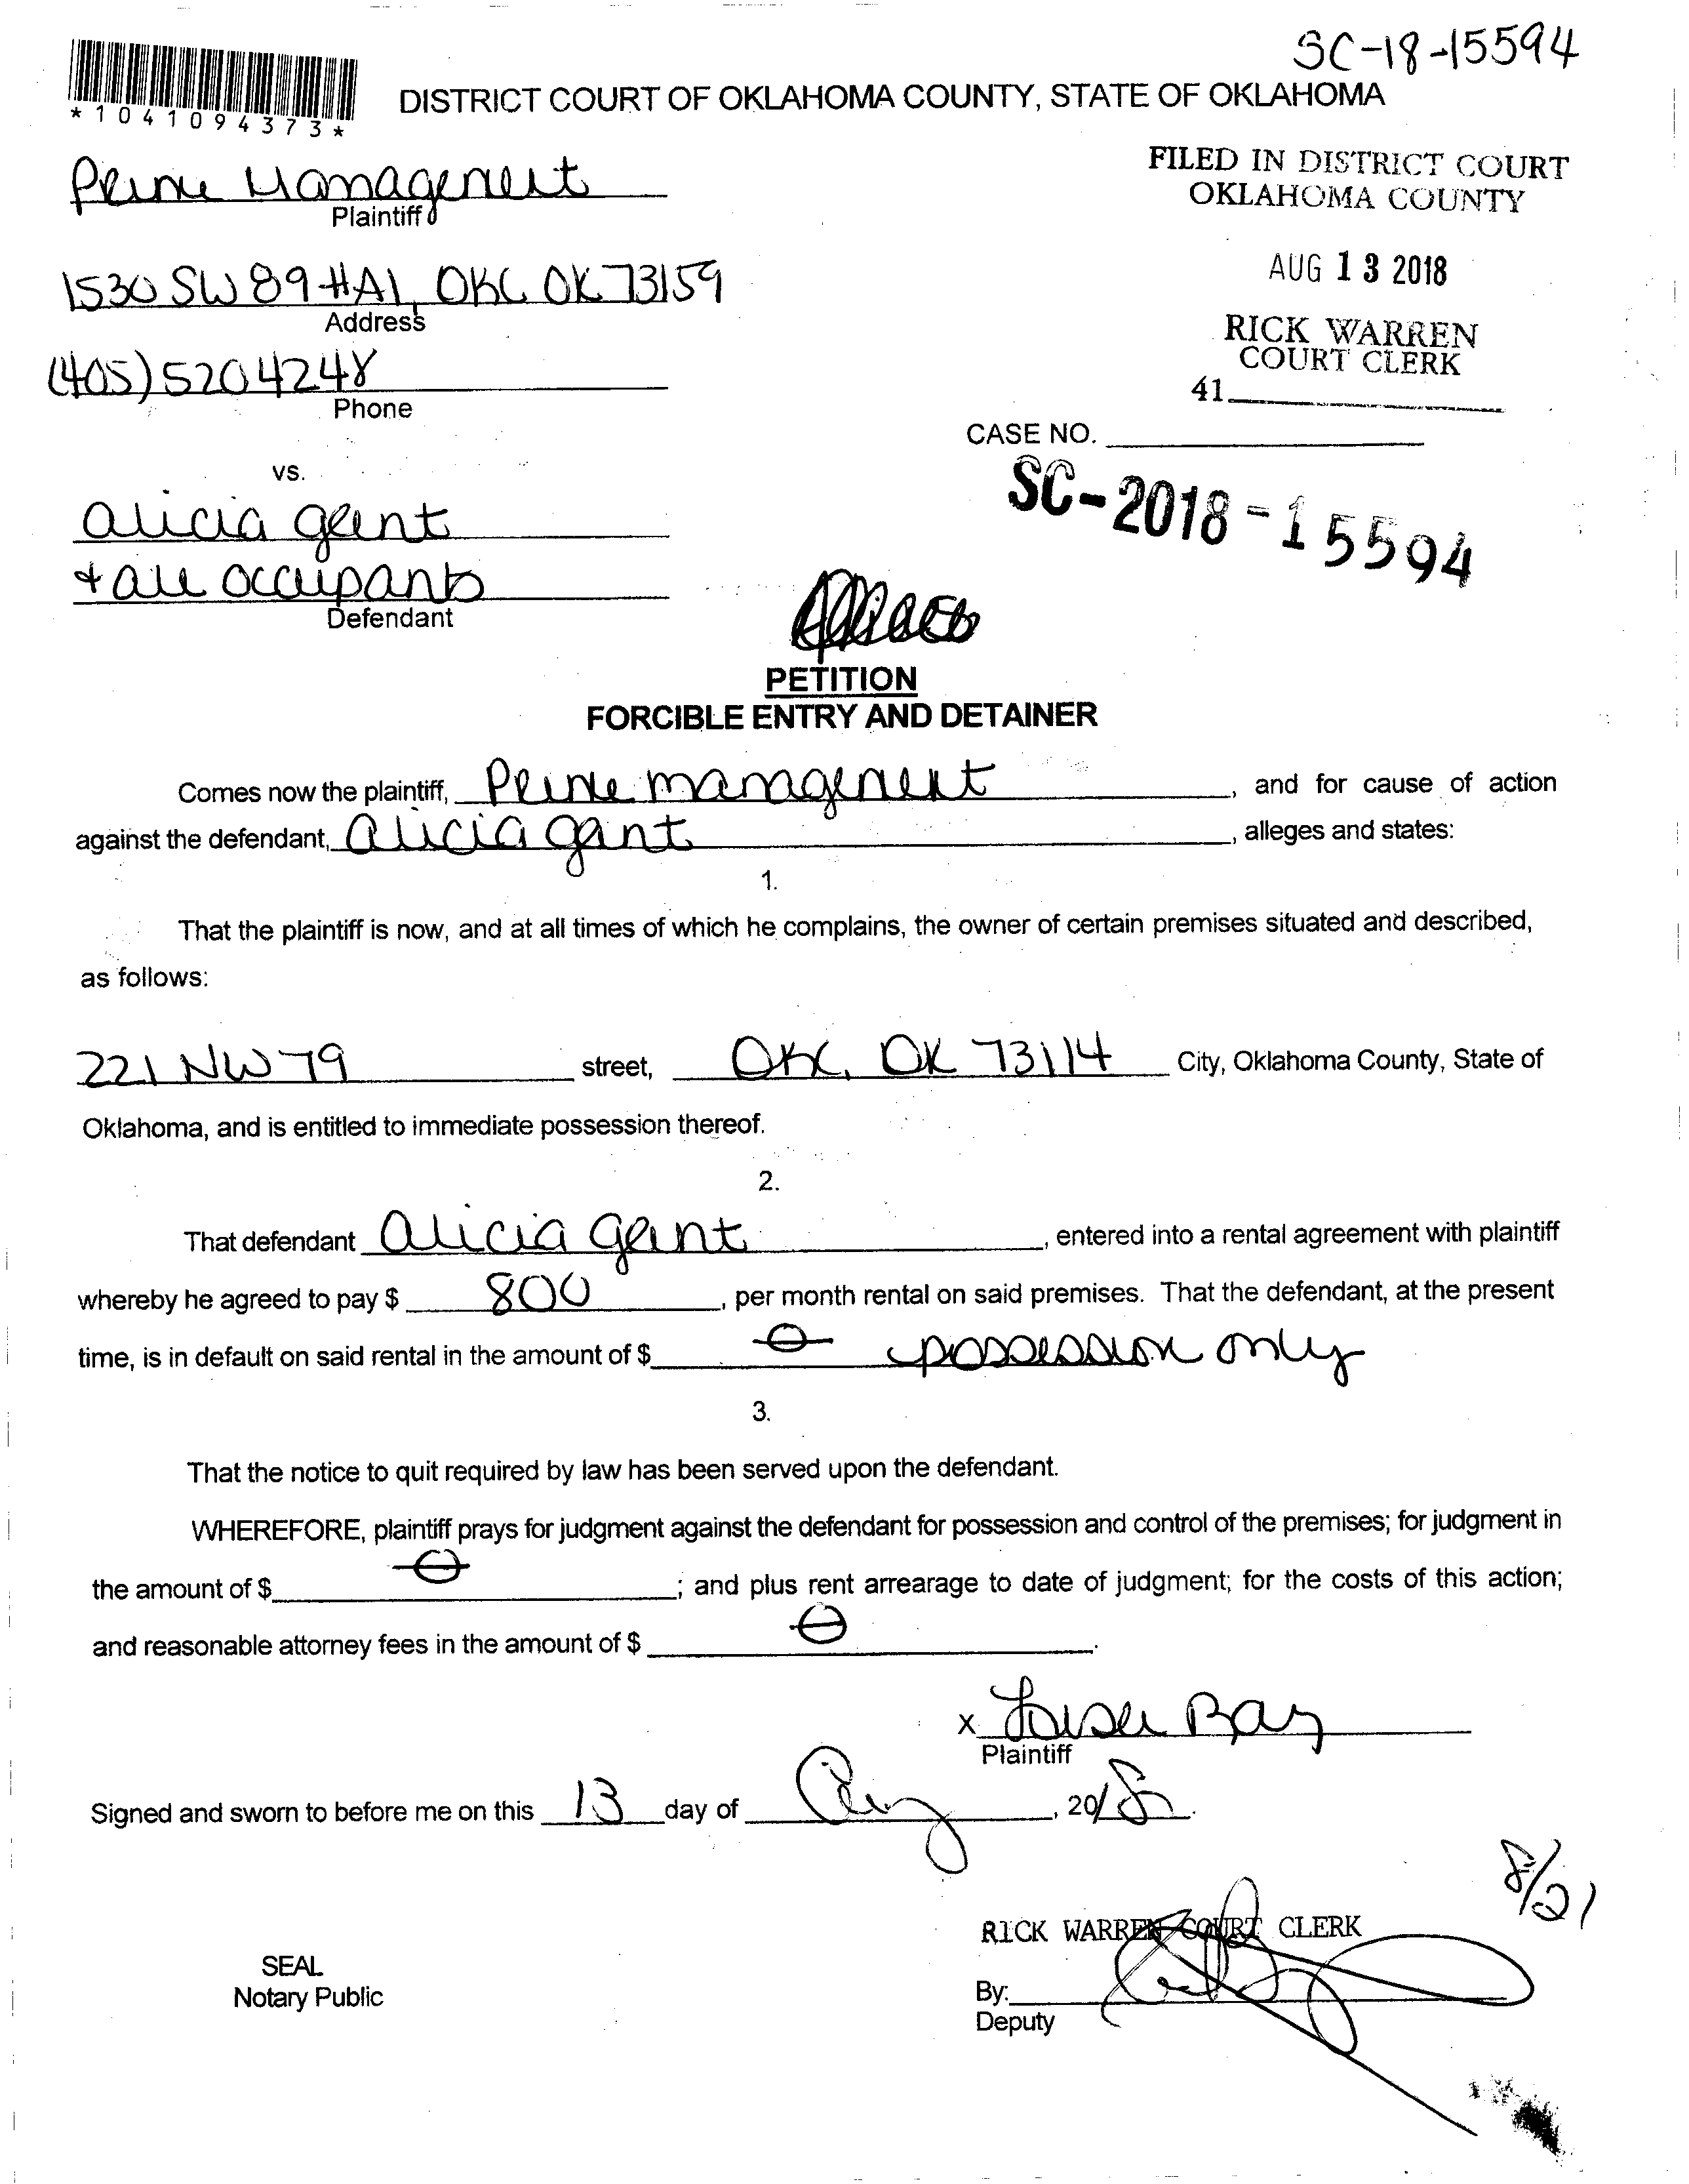 SC-18-15594
*1041094373*
DISTRICT COURT OF OKLAHOMA COUNTY, STATE OF OKLAHOMA
Prime Management
Plaintiff
FILED IN DISTRICT COURT
OKLAHOMA COUNTY
1530 SW 89 #A1, OKC OK 73159
Address
AUG 13 2018
RICK WARREN
COURT CLERK
(405) 5204248
Phone
41
CASE NO.
vs.
SC-2018-15594
alicia gant
+ all occupants
Defendant
PETITION
FORCIBLE ENTRY AND DETAINER
Comes now the plaintiff, Prime management, and for cause of action
against the defendant, alicia gant, alleges and states:
1.
That the plaintiff is now, and at all times of which he complains, the owner of certain premises situated and described,
as follows:
221 NW 79 street, OKC, OK 73114 City, Oklahoma County, State of
Oklahoma, and is entitled to immediate possession thereof.
2.
That defendant alicia gant, entered into a rental agreement with plaintiff
whereby he agreed to pay $ 800, per month rental on said premises. That the defendant, at the present
time, is in default on said rental in the amount of $ 0 possession only
3.
That the notice to quit required by law has been served upon the defendant.
WHEREFORE, plaintiff prays for judgment against the defendant for possession and control of the premises; for judgment in
the amount of $ 0; and plus rent arrearage to date of judgment; for the costs of this action;
and reasonable attorney fees in the amount of $ 0.
x Bay
Plaintiff
Signed and sworn to before me on this 13 day of Aug, 2018.
8/21
RICK WARREN COURT CLERK
SEAL
Notary Public
By:
Deputy